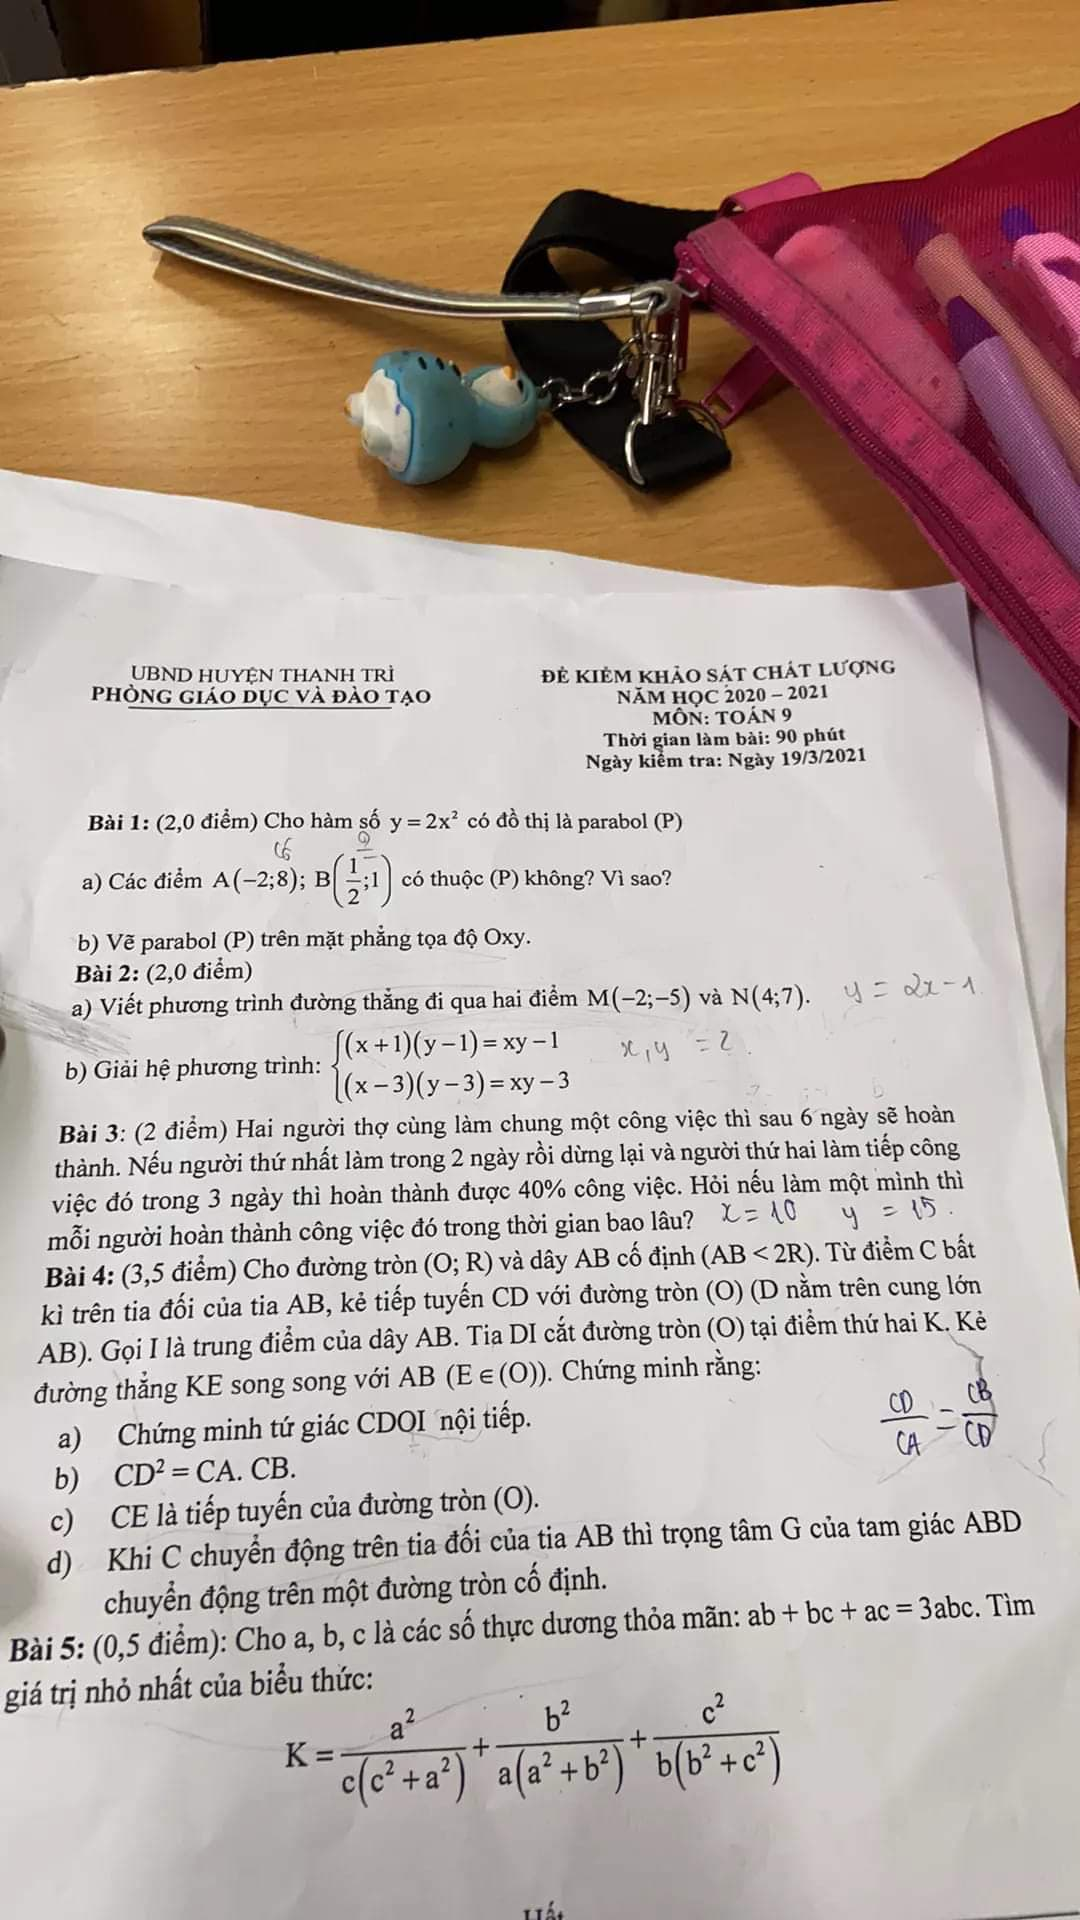 UBND HUYỆN THANH TRÌ
PHÒNG GIÁO DỤC VÀ ĐÀO TẠO
ĐỀ KIỂM KHẢO SÁT CHẤT LƯỢNG
NĂM HỌC 2020 – 2021
MÔN: TOÁN 9
Thời gian làm bài: 90 phút
Ngày kiểm tra: Ngày 19/3/2021
Bài 1: (2,0 điểm) Cho hàm số y = 2x² có đồ thị là parabol (P)
a) Các điểm A(−2;8); B(1/2;1) có thuộc (P) không? Vì sao?
b) Vẽ parabol (P) trên mặt phẳng tọa độ Oxy.
Bài 2: (2,0 điểm)
a) Viết phương trình đường thẳng đi qua hai điểm M(−2;−5) và N(4;7). y = 2x − 1
b) Giải hệ phương trình: { (x+1)(y−1) = xy − 1 x,y = 2
(x−3)(y−3) = xy − 3
Bài 3: (2 điểm) Hai người thợ cùng làm chung một công việc thì sau 6 ngày sẽ hoàn
thành. Nếu người thứ nhất làm trong 2 ngày rồi dừng lại và người thứ hai làm tiếp công
việc đó trong 3 ngày thì hoàn thành được 40% công việc. Hỏi nếu làm một mình thì
mỗi người hoàn thành công việc đó trong thời gian bao lâu? x = 10 y = 15.
Bài 4: (3,5 điểm) Cho đường tròn (O; R) và dây AB cố định (AB < 2R). Từ điểm C bất
kì trên tia đối của tia AB, kẻ tiếp tuyến CD với đường tròn (O) (D nằm trên cung lớn
AB). Gọi I là trung điểm của dây AB. Tia DI cắt đường tròn (O) tại điểm thứ hai K. Kẻ
đường thẳng KE song song với AB (E ∈ (O)). Chứng minh rằng:
a) Chứng minh tứ giác CDOI nội tiếp.
CD/CA = CB/CD
b) CD² = CA. CB.
c) CE là tiếp tuyến của đường tròn (O).
d) Khi C chuyển động trên tia đối của tia AB thì trọng tâm G của tam giác ABD
chuyển động trên một đường tròn cố định.
Bài 5: (0,5 điểm): Cho a, b, c là các số thực dương thỏa mãn: ab + bc + ac = 3abc. Tìm
giá trị nhỏ nhất của biểu thức:
K = a²/c(c² + a²) + b²/a(a² + b²) + c²/b(b² + c²)